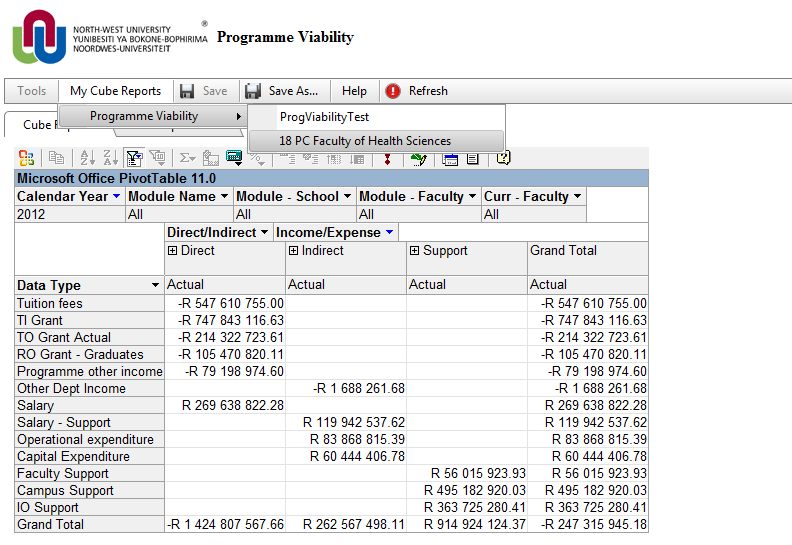 NORTH-WEST UNIVERSITY ®
YUNIBESITI YA BOKONE-BOPHIRIMA
NOORDWES-UNIVERSITEIT
Programme Viability
Tools My Cube Reports Save Save As... Help Refresh
Programme Viability ProgViabilityTest
18 PC Faculty of Health Sciences
Cube
Microsoft Office PivotTable 11.0
Calendar Year Module Name Module - School Module - Faculty Curr - Faculty
2012 All All All All
Direct/Indirect Income/Expense
Direct Indirect Support Grand Total
Data Type Actual Actual Actual Actual
Tuition fees -R 547 610 755.00 -R 547 610 755.00
TI Grant -R 747 843 116.63 -R 747 843 116.63
TO Grant Actual -R 214 322 723.61 -R 214 322 723.61
RO Grant - Graduates -R 105 470 820.11 -R 105 470 820.11
Programme other income -R 79 198 974.60 -R 79 198 974.60
Other Dept Income -R 1 688 261.68 -R 1 688 261.68
Salary R 269 638 822.28 R 269 638 822.28
Salary - Support R 119 942 537.62 R 119 942 537.62
Operational expenditure R 83 868 815.39 R 83 868 815.39
Capital Expenditure R 60 444 406.78 R 60 444 406.78
Faculty Support R 56 015 923.93 R 56 015 923.93
Campus Support R 495 182 920.03 R 495 182 920.03
IO Support R 363 725 280.41 R 363 725 280.41
Grand Total -R 1 424 807 567.66 R 262 567 498.11 R 914 924 124.37 -R 247 315 945.18